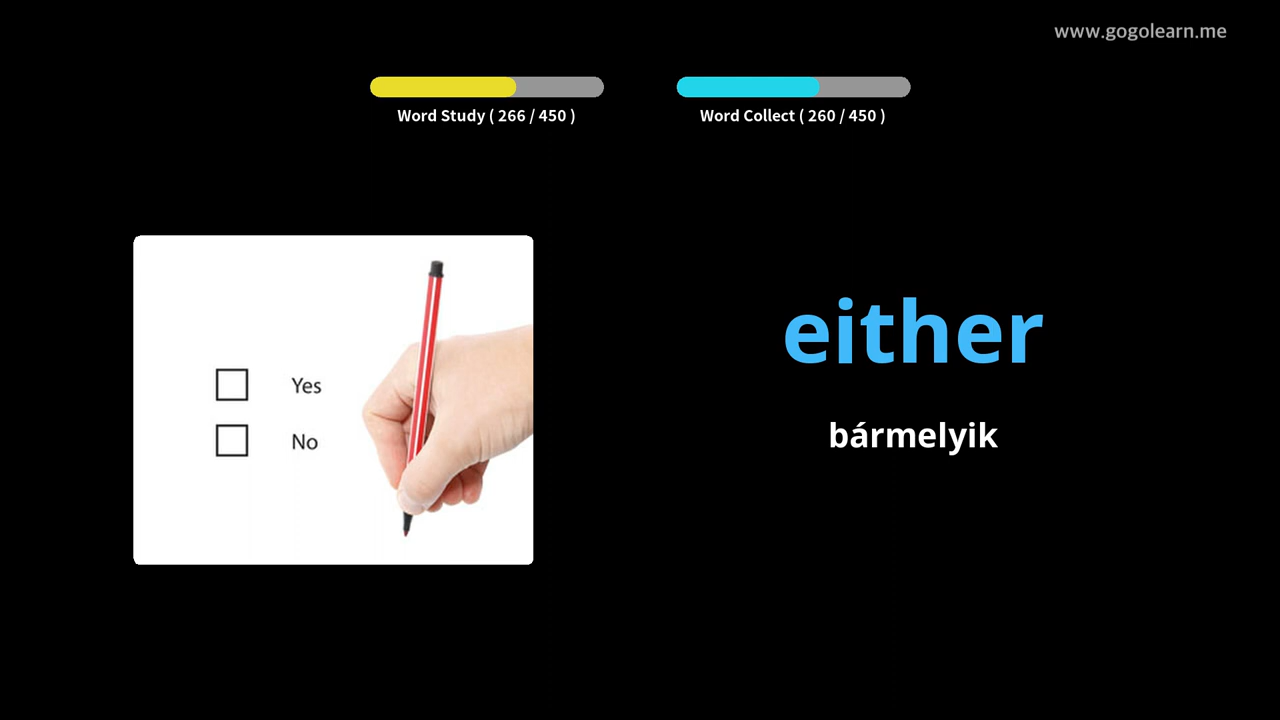 www.gogolearn.me
Word Study ( 266 / 450 )
Word Collect ( 260 / 450 )
Yes
No
either
bármelyik